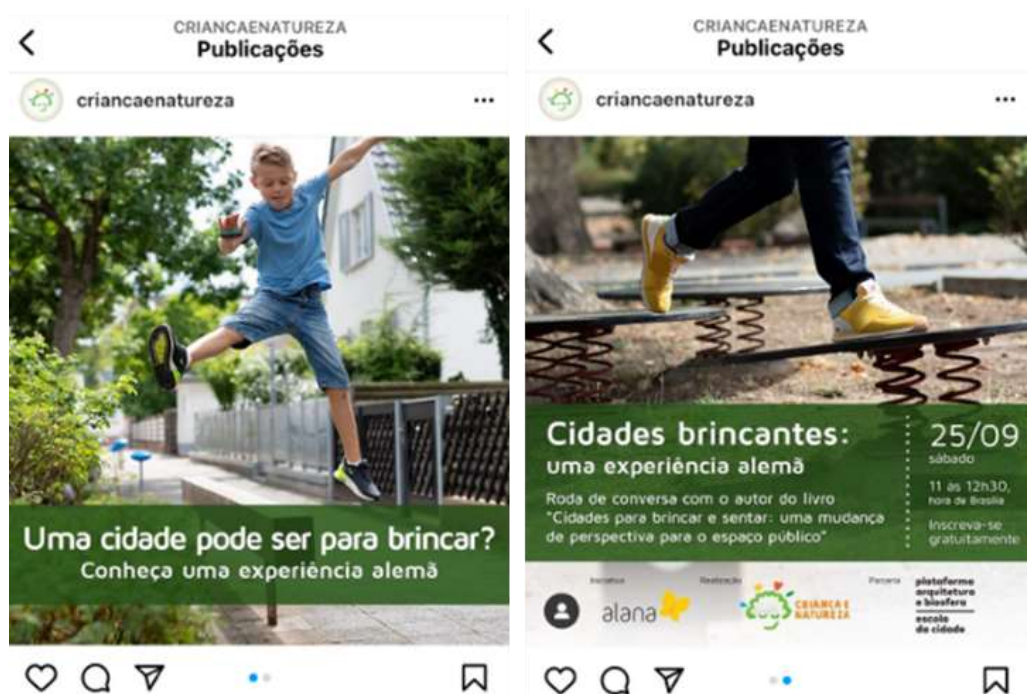 CRIANCAENATUREZA
Publicações
criancaenatureza
Uma cidade pode ser para brincar?
Conheça uma experiência alemã
CRIANCAENATUREZA
Publicações
criancaenatureza
Cidades brincantes:
uma experiência alemã
Roda de conversa com o autor do livro
"Cidades para brincar e sentar: uma mudança
de perspectiva para o espaço público"
25/09
sábado
11 às 12h30,
hora de Brasília
Inscreva-se
gratuitamente
Iniciativa
alana
Realização
CRIANÇA E
NATUREZA
Parceria
plataforma
arquitetura
e biosfera
escola
da cidade